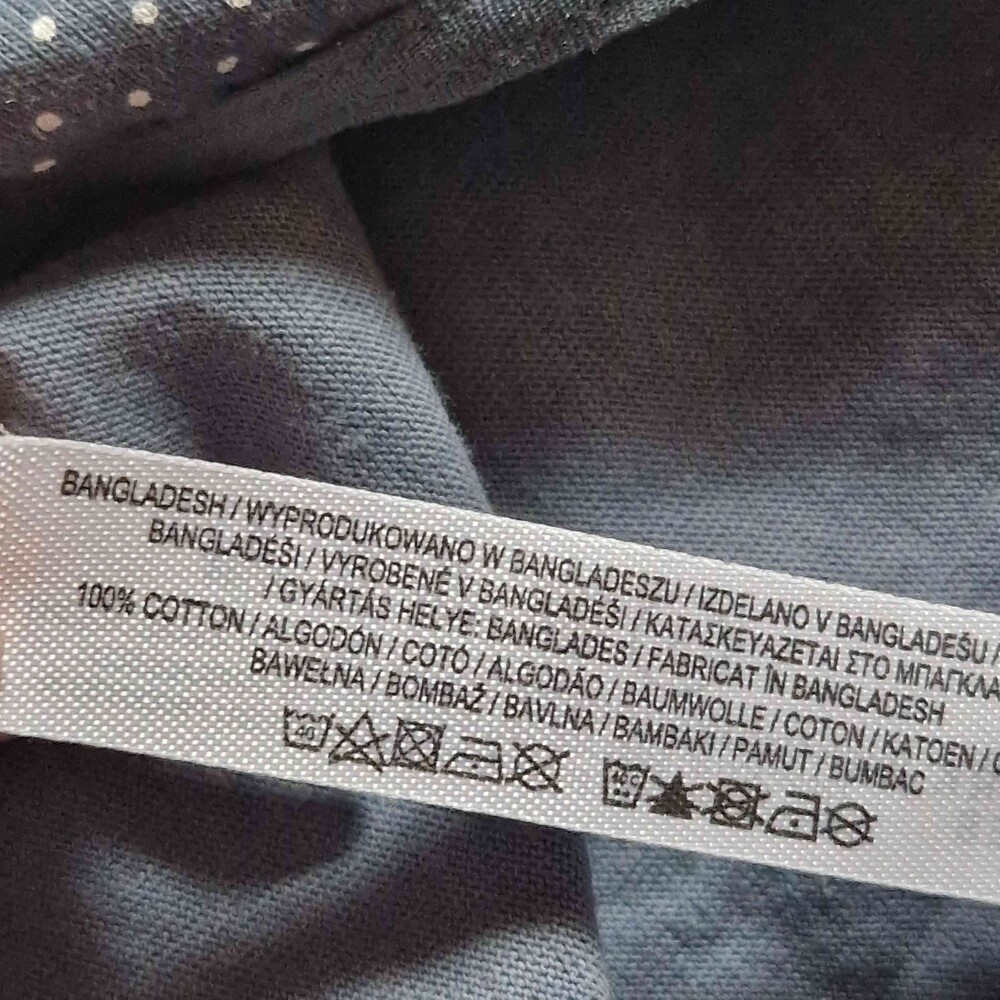 BANGLADESH / WYPRODUKOWANO W BANGLADESZU / IZDELANO V BANGLADEŠU /
BANGLADÉŠI / VYROBENÉ V BANGLADÉŠI / ΚΑΤΑΣΚΕΥΑΖΕΤΑΙ ΣΤΟ ΜΠΑΓΚΛΑ
/ GYÁRTÁS HELYE: BANGLADES / FABRICAT ÎN BANGLADESH
100% COTTON / ALGODÓN / COTÓ / ALGODÃO / BAUMWOLLE / COTON / KATOEN /
BAWEŁNA / BOMBAŽ / BAVLNA / BAMBAKI / PAMUT / BUMBAC
40